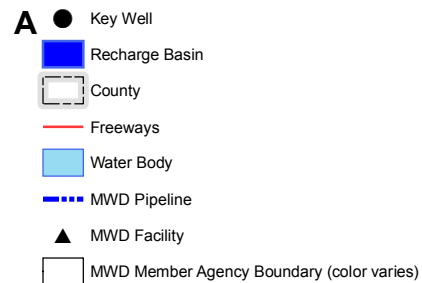 A
Key Well
Recharge Basin
County
Freeways
Water Body
MWD Pipeline
MWD Facility
MWD Member Agency Boundary (color varies)